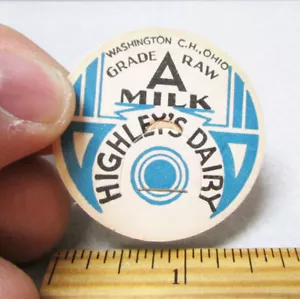 WASHINGTON C.H., OHIO
GRADE A RAW
MILK
HIGHLEY'S DAIRY
1